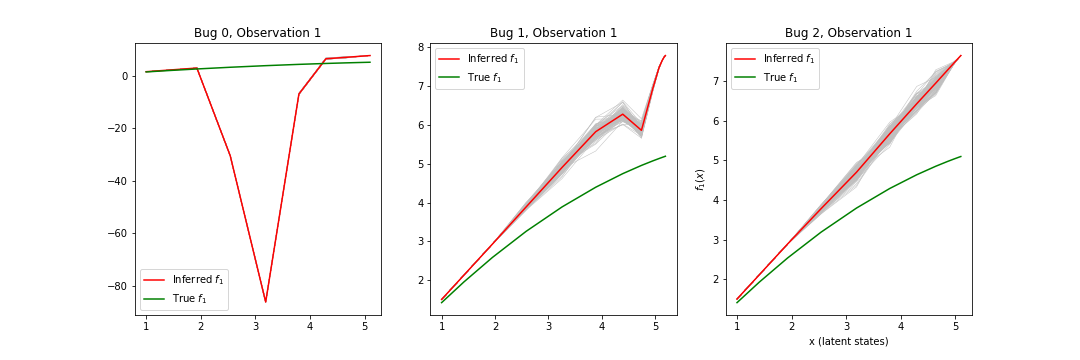 Bug 0, Observation 1
0
−20
−40
−60
−80
Inferred f₁
True f₁
1 2 3 4 5
Bug 1, Observation 1
8
7
6
5
4
3
2
Inferred f₁
True f₁
1 2 3 4 5
Bug 2, Observation 1
f₁(x)
7
6
5
4
3
2
Inferred f₁
True f₁
1 2 3 4 5
x (latent states)